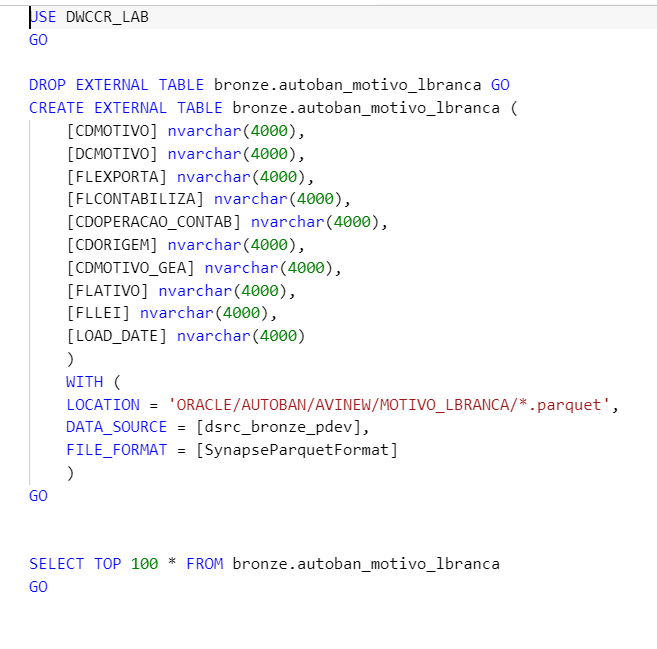 USE DWCCR_LAB
GO
DROP EXTERNAL TABLE bronze.autoban_motivo_lbranca GO
CREATE EXTERNAL TABLE bronze.autoban_motivo_lbranca (
[CDMOTIVO] nvarchar(4000),
[DCMOTIVO] nvarchar(4000),
[FLEXPORTA] nvarchar(4000),
[FLCONTABILIZA] nvarchar(4000),
[CDOPERACAO_CONTAB] nvarchar(4000),
[CDORIGEM] nvarchar(4000),
[CDMOTIVO_GEA] nvarchar(4000),
[FLATIVO] nvarchar(4000),
[FLLEI] nvarchar(4000),
[LOAD_DATE] nvarchar(4000)
)
WITH (
LOCATION = 'ORACLE/AUTOBAN/AVINEW/MOTIVO_LBRANCA/*.parquet',
DATA_SOURCE = [dsrc_bronze_pdev],
FILE_FORMAT = [SynapseParquetFormat]
)
GO
SELECT TOP 100 * FROM bronze.autoban_motivo_lbranca
GO